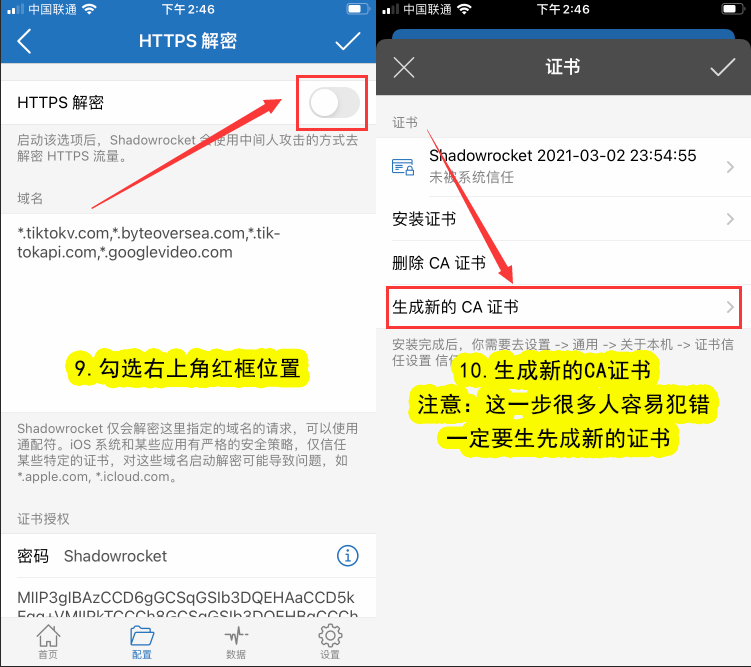 中国联通
下午2:46
HTTPS 解密
HTTPS 解密
启动该选项后，Shadowrocket 会使用中间人攻击的方式去
解密 HTTPS 流量。
域名
*.tiktokv.com,*.byteoversea.com,*.tik-
tokapi.com,*.googlevideo.com
9.勾选右上角红框位置
Shadowrocket 仅会解密这里指定的域名的请求，可以使用
通配符。iOS 系统和某些应用有严格的安全策略，仅信任
某些特定的证书，对这些域名启动解密可能导致问题，如
*.apple.com, *.icloud.com。
证书授权
密码 Shadowrocket
MIIP3gIBAzCCD6gGCSqGSIb3DQEHAaCCD5k
首页
配置
数据
设置
中国联通
下午2:46
证书
证书
Shadowrocket 2021-03-02 23:54:55
未被系统信任
安装证书
删除 CA 证书
生成新的 CA 证书
安装完成后，你需要去设置 -> 通用 -> 关于本机 -> 证书信
任设置 信
10.生成新的CA证书
注意：这一步很多人容易犯错
一定要生先成新的证书